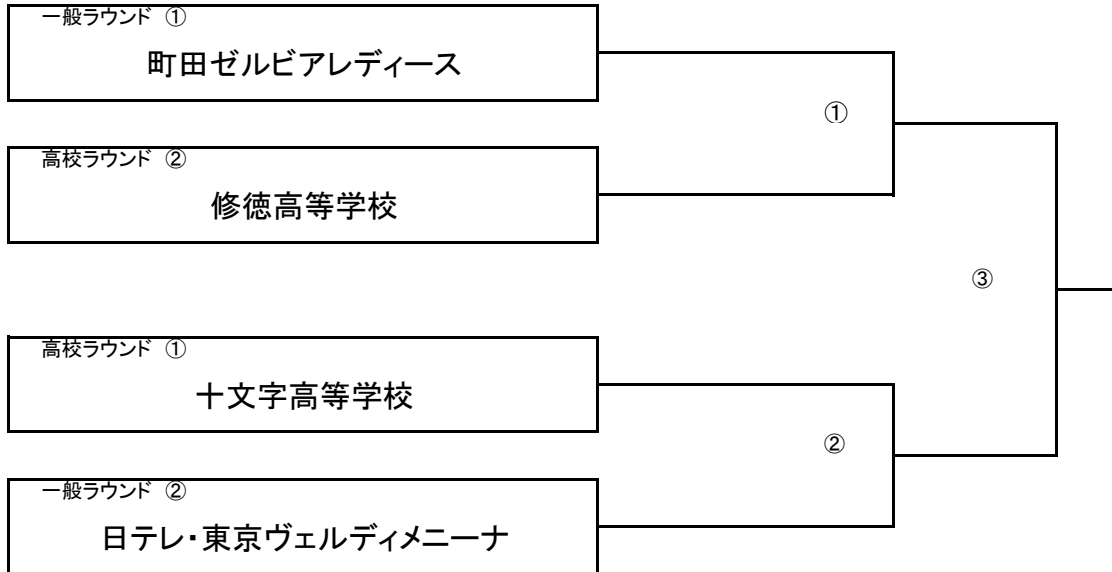 一般ラウンド ①
町田ゼルビアレディース
①
高校ラウンド ②
修徳高等学校
③
高校ラウンド ①
十文字高等学校
②
一般ラウンド ②
日テレ・東京ヴェルディメニーナ